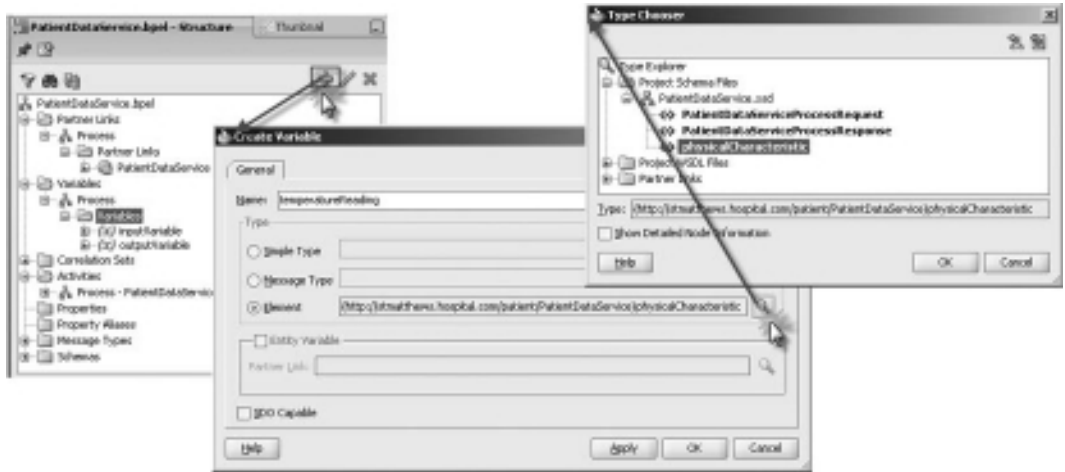 PatientDataService.bpel - Structure
Thumbnail
PatientDataService.bpel
Partner Links
Process
Partner Links
PatientDataService
Variables
Process
Variables
inputVariable
outputVariable
Correlation Sets
Activities
Process - PatientDataServic
Properties
Property Aliases
Message Types
Schemas
Create Variable
General
Name: temperatureReading
Type
Simple Type
Message Type
Element {http://stmatthews.hospital.com/patient/PatientDataService}physicalCharacteristic
Entity Variable
Partner Link:
SDO Capable
Help Apply OK Cancel
Type Chooser
Type Explorer
Project Schema Files
PatientDataService.xsd
PatientDataServiceProcessRequest
PatientDataServiceProcessResponse
physicalCharacteristic
Project WSDL Files
Partner Links
Type: {http://stmatthews.hospital.com/patient/PatientDataService}physicalCharacteristic
Show Detailed Node Information
Help OK Cancel